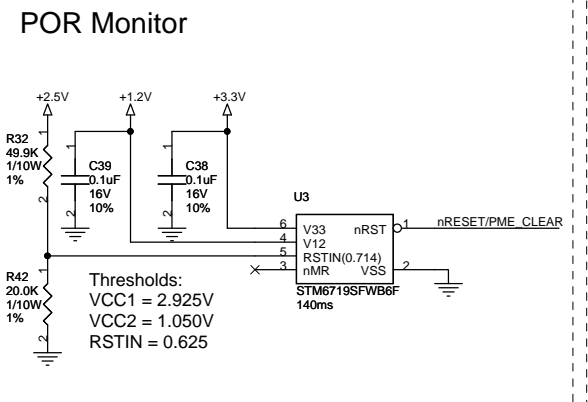 POR Monitor
+2.5V
+1.2V
+3.3V
1
R32
49.9K
1/10W
1%
2
1
C39
0.1uF
16V
10%
2
1
C38
0.1uF
16V
10%
2
U3
6 V33 nRST 1 nRESET/PME_CLEAR
4 V12
5 RSTIN(0.714)
3 nMR VSS 2
STM6719SFWB6F
140ms
1
R42
20.0K
1/10W
1%
2
Thresholds:
VCC1 = 2.925V
VCC2 = 1.050V
RSTIN = 0.625